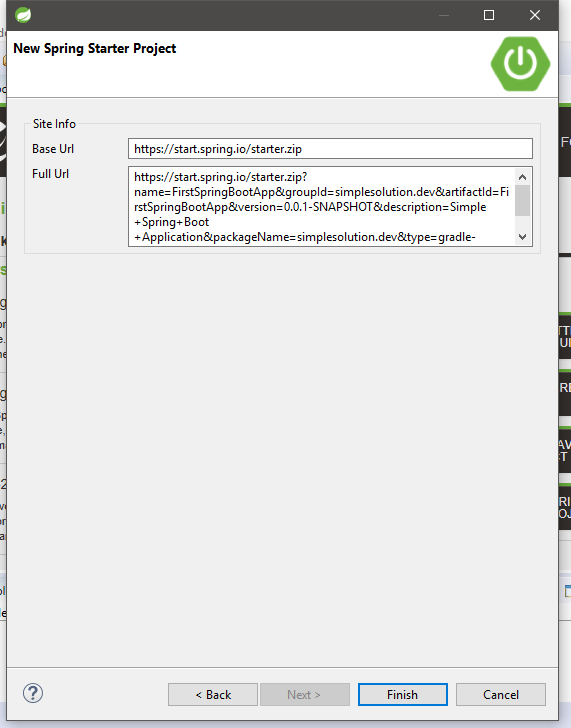 New Spring Starter Project
Site Info
Base Url
https://start.spring.io/starter.zip
Full Url
https://start.spring.io/starter.zip?
name=FirstSpringBootApp&groupId=simplesolution.dev&artifactId=Fi
rstSpringBootApp&version=0.0.1-SNAPSHOT&description=Simple
+Spring+Boot
+Application&packageName=simplesolution.dev&type=gradle-
?
< Back
Next >
Finish
Cancel